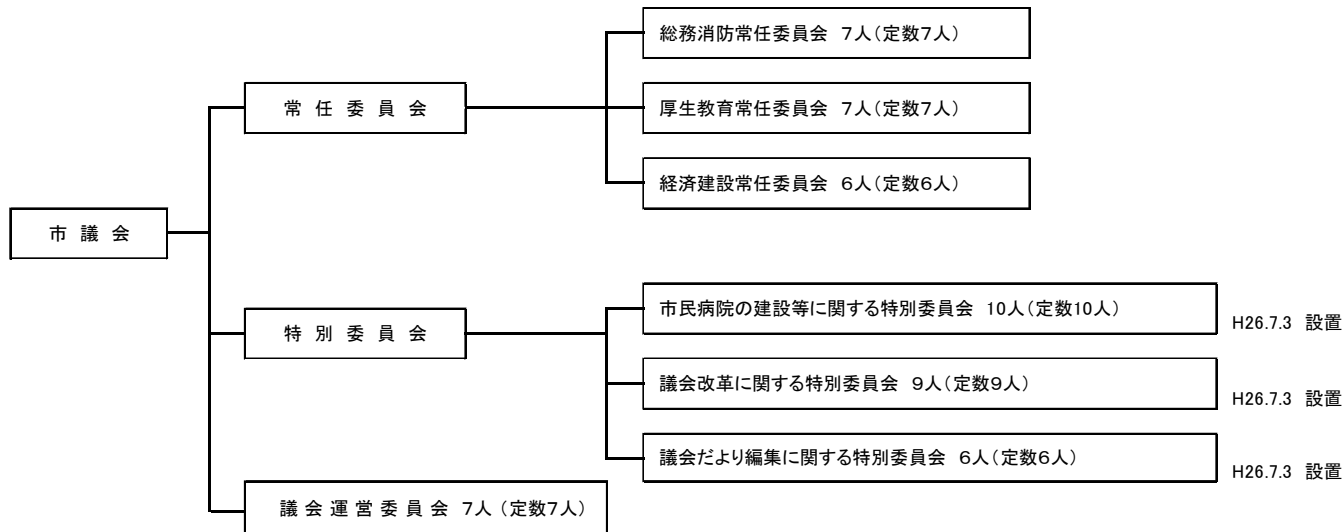 総務消防常任委員会 7人(定数7人)
常任委員会
厚生教育常任委員会 7人(定数7人)
経済建設常任委員会 6人(定数6人)
市議会
市民病院の建設等に関する特別委員会 10人(定数10人)
H26.7.3 設置
特別委員会
議会改革に関する特別委員会 9人(定数9人)
H26.7.3 設置
議会だより編集に関する特別委員会 6人(定数6人)
H26.7.3 設置
議会運営委員会 7人(定数7人)